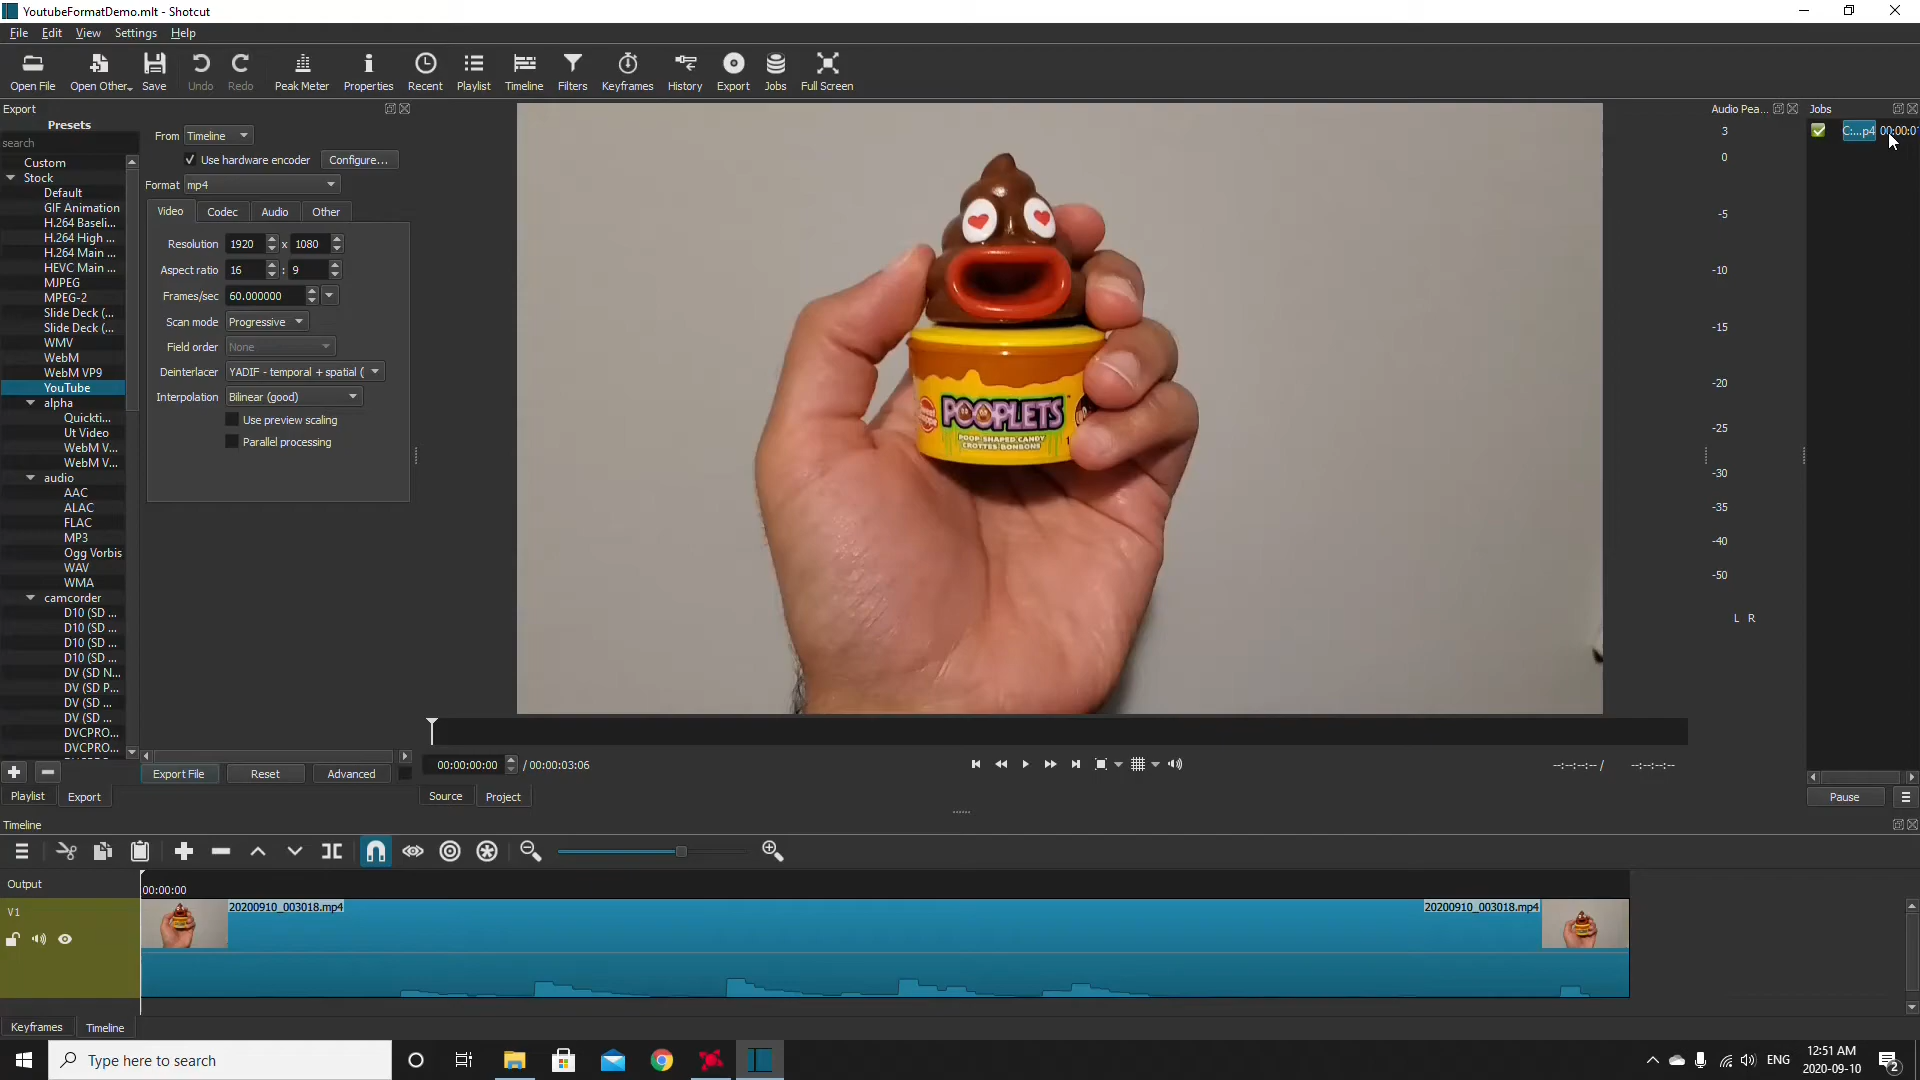 YoutubeFormatDemo.mlt - Shotcut
File Edit View Settings Help
Open File Open Other... Save Undo Redo Peak Meter Properties Recent Playlist Timeline Filters Keyframes History Export Jobs Full Screen
Export
Presets
search
Custom
Stock
Default
GIF Animation
H.264 Baseli...
H.264 High ...
H.264 Main ...
HEVC Main ...
MJPEG
MPEG-2
Slide Deck (...
Slide Deck (...
WMV
WebM
WebM VP9
YouTube
alpha
Quickti...
Ut Video
WebM V...
WebM V...
audio
AAC
ALAC
FLAC
MP3
Ogg Vorbis
WAV
WMA
camcorder
D10 (SD ...
D10 (SD ...
D10 (SD ...
D10 (SD ...
DV (SD N...
DV (SD P...
DV (SD ...
DV (SD ...
DVCPRO...
DVCPRO...
From Timeline
Use hardware encoder Configure...
Format mp4
Video Codec Audio Other
Resolution 1920 x 1080
Aspect ratio 16 : 9
Frames/sec 60.000000
Scan mode Progressive
Field order None
Deinterlacer YADIF - temporal + spatial (
Interpolation Bilinear (good)
Use preview scaling
Parallel processing
Export File Reset Advanced
Playlist Export
POOPLETS
POOP-SHAPED CANDY
CROTTES-BONBONS
00:00:00:00 / 00:00:03:06
--:--:--:-- / --:--:--:--
Source Project
Audio Pea...
3
0
-5
-10
-15
-20
-25
-30
-35
-40
-50
L R
Jobs
C:...p4 00:00:0
Pause
Timeline
Output
00:00:00
V1
20200910_003018.mp4 20200910_003018.mp4
Keyframes Timeline
Type here to search
ENG
12:51 AM
2020-09-10
2